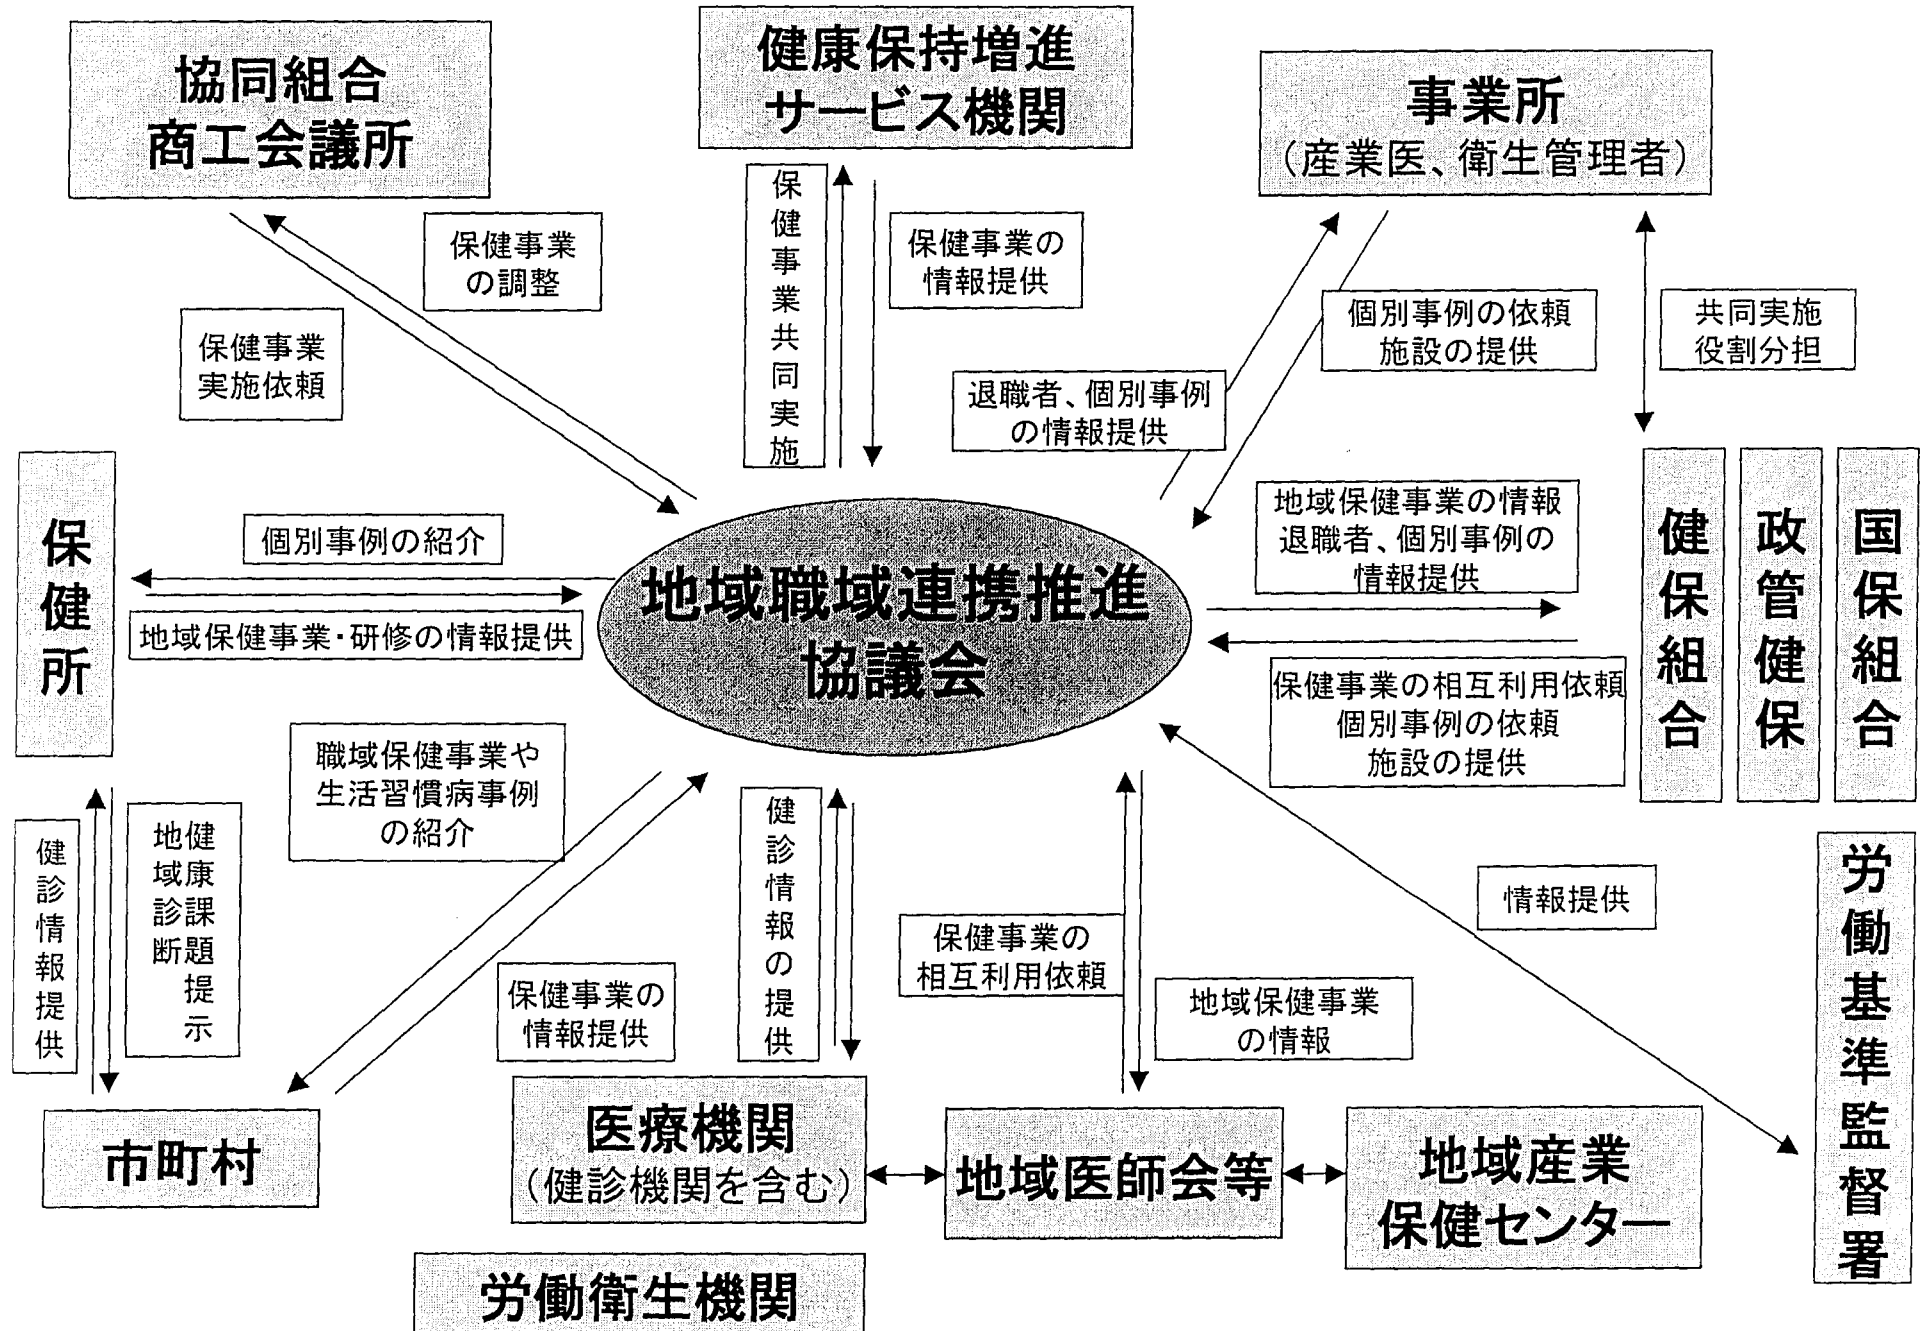 協同組合
商工会議所
健康保持増進
サービス機関
事業所
（産業医、衛生管理者）
保健事業
の調整
保健事業
実施依頼
保健事業共同実施
保健事業の
情報提供
退職者、個別事例
の情報提供
個別事例の依頼
施設の提供
共同実施
役割分担
保健所
個別事例の紹介
地域保健事業・研修の情報提供
地域職域連携推進
協議会
地域保健事業の情報
退職者、個別事例の
情報提供
保健事業の相互利用依頼
個別事例の依頼
施設の提供
健保組合
政管健保
国保組合
職域保健事業や
生活習慣病事例
の紹介
健診情報提供
健康課題提示
地域診断
保健事業の
情報提供
健診情報の提供
保健事業の
相互利用依頼
地域保健事業
の情報
情報提供
労働基準監督署
市町村
医療機関
（健診機関を含む）
地域医師会等
地域産業
保健センター
労働衛生機関